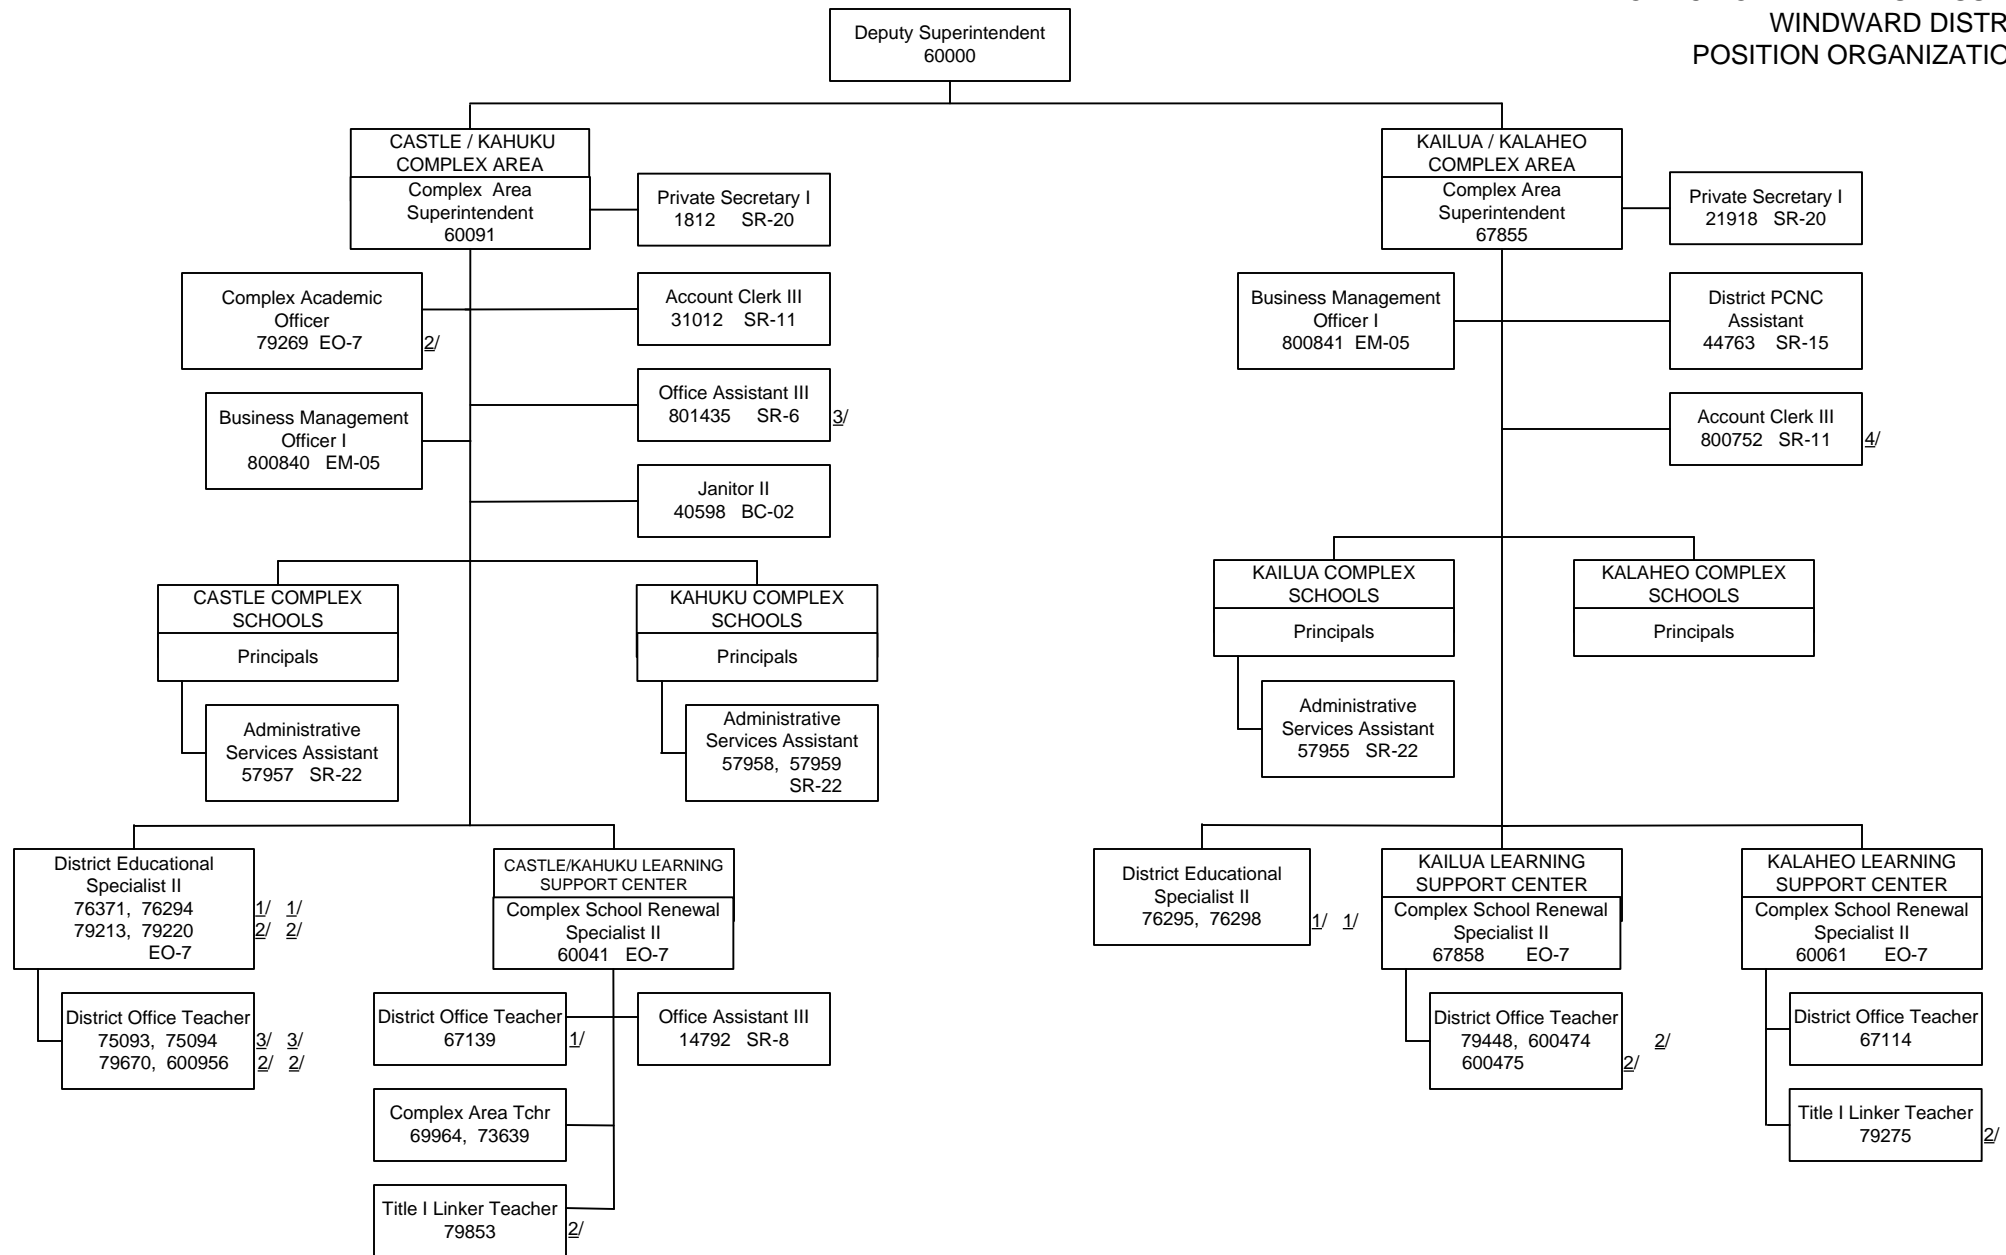 WINDWARD DISTR
POSITION ORGANIZATIO
Deputy Superintendent
60000
CASTLE / KAHUKU
COMPLEX AREA
Complex Area
Superintendent
60091
Private Secretary I
1812 SR-20
Complex Academic
Officer
79269 EO-7 2/
Account Clerk III
31012 SR-11
Office Assistant III
801435 SR-6 3/
Business Management
Officer I
800840 EM-05
Janitor II
40598 BC-02
CASTLE COMPLEX
SCHOOLS
Principals
Administrative
Services Assistant
57957 SR-22
KAHUKU COMPLEX
SCHOOLS
Principals
Administrative
Services Assistant
57958, 57959
SR-22
District Educational
Specialist II
76371, 76294 1/ 1/
79213, 79220 2/ 2/
EO-7
District Office Teacher
75093, 75094 3/ 3/
79670, 600956 2/ 2/
CASTLE/KAHUKU LEARNING
SUPPORT CENTER
Complex School Renewal
Specialist II
60041 EO-7
District Office Teacher
67139 1/
Office Assistant III
14792 SR-8
Complex Area Tchr
69964, 73639
Title I Linker Teacher
79853 2/
KAILUA / KALAHEO
COMPLEX AREA
Complex Area
Superintendent
67855
Private Secretary I
21918 SR-20
Business Management
Officer I
800841 EM-05
District PCNC
Assistant
44763 SR-15
Account Clerk III
800752 SR-11 4/
KAILUA COMPLEX
SCHOOLS
Principals
Administrative
Services Assistant
57955 SR-22
KALAHEO COMPLEX
SCHOOLS
Principals
District Educational
Specialist II
76295, 76298 1/ 1/
KAILUA LEARNING
SUPPORT CENTER
Complex School Renewal
Specialist II
67858 EO-7
District Office Teacher
79448, 600474 2/
600475 2/
KALAHEO LEARNING
SUPPORT CENTER
Complex School Renewal
Specialist II
60061 EO-7
District Office Teacher
67114
Title I Linker Teacher
79275 2/